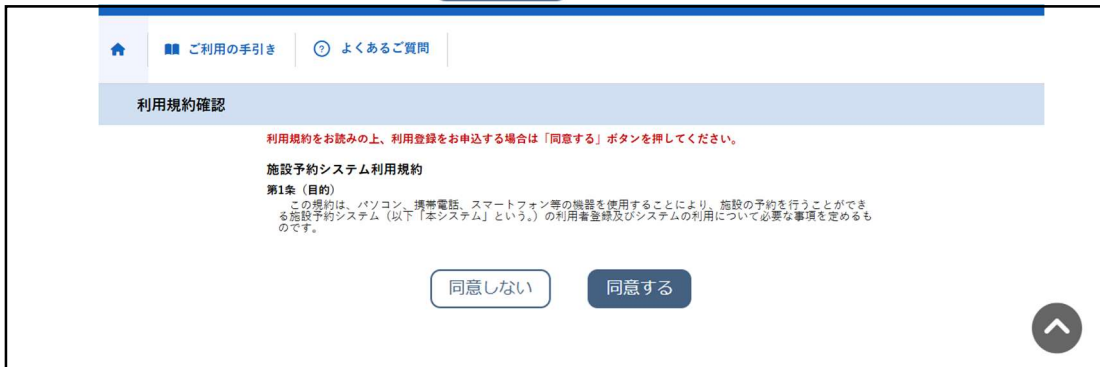 ご利用の手引き
よくあるご質問
利用規約確認
利用規約をお読みの上、利用登録をお申込する場合は「同意する」ボタンを押してください。
施設予約システム利用規約
第1条（目的）
この規約は、パソコン、携帯電話、スマートフォン等の機器を使用することにより、施設の予約を行うことができ
る施設予約システム（以下「本システム」という。）の利用者登録及びシステムの利用について必要な事項を定めるも
のです。
同意しない
同意する